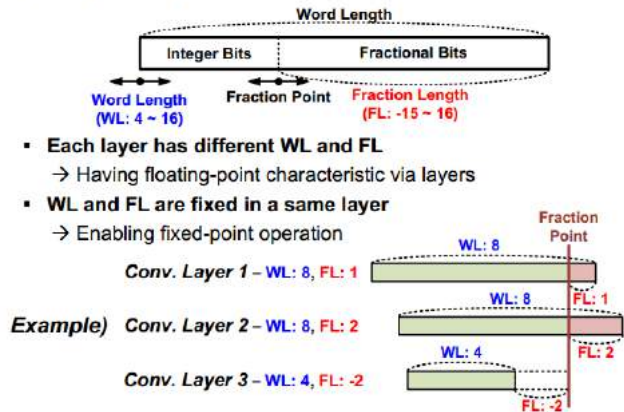 Word Length
Integer Bits Fractional Bits
Word Length
(WL: 4 ~ 16)
Fraction Point
Fraction Length
(FL: -15 ~ 16)
▪ Each layer has different WL and FL
→ Having floating-point characteristic via layers
▪ WL and FL are fixed in a same layer
→ Enabling fixed-point operation
Fraction
Point
WL: 8
Conv. Layer 1 – WL: 8, FL: 1
FL: 1
WL: 8
Example) Conv. Layer 2 – WL: 8, FL: 2
WL: 4
FL: 2
Conv. Layer 3 – WL: 4, FL: -2
FL: -2